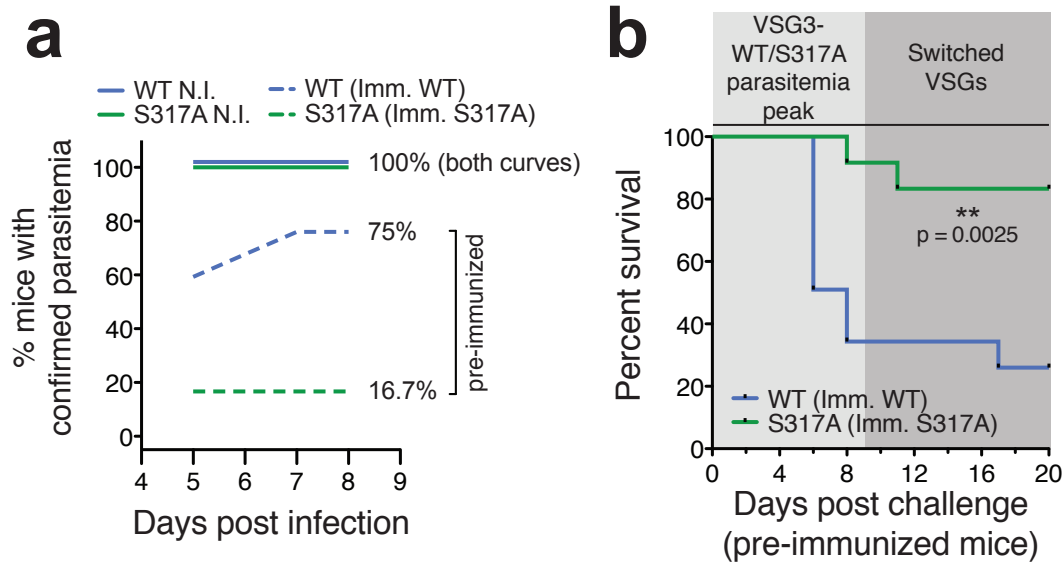 a
WT N.I.
WT (Imm. WT)
S317A N.I.
S317A (Imm. S317A)
% mice with
confirmed parasitemia
100
80
60
40
20
0
100% (both curves)
75%
16.7%
pre-immunized
4
5
6
7
8
9
Days post infection
b
VSG3-
WT/S317A
parasitemia
peak
Switched
VSGs
Percent survival
100
80
60
40
20
0
**
p = 0.0025
WT (Imm. WT)
S317A (Imm. S317A)
0
4
8
12
16
20
Days post challenge
(pre-immunized mice)